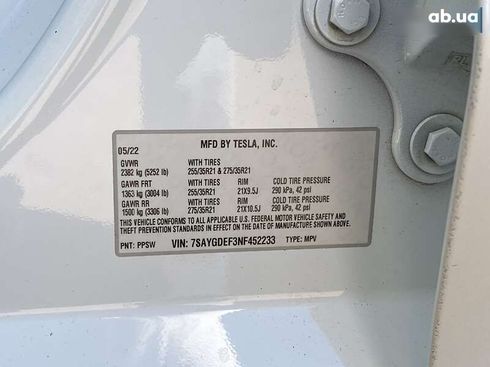 ab.ua
MFD BY TESLA, INC.
05/22
GVWR WITH TIRES
2382 kg (5252 lb) 255/35R21 & 275/35R21
GAWR FRT WITH TIRES RIM COLD TIRE PRESSURE
1363 kg (3004 lb) 255/35R21 21X9.5J 290 kPa, 42 psi
GAWR RR WITH TIRES RIM COLD TIRE PRESSURE
1500 kg (3306 lb) 275/35R21 21X10.5J 290 kPa, 42 psi
THIS VEHICLE CONFORMS TO ALL APPLICABLE U.S. FEDERAL MOTOR VEHICLE SAFETY AND
THEFT PREVENTION STANDARDS IN EFFECT ON THE DATE OF MANUFACTURE SHOWN ABOVE.
PNT: PPSW VIN: 7SAYGDEF3NF452233 TYPE: MPV